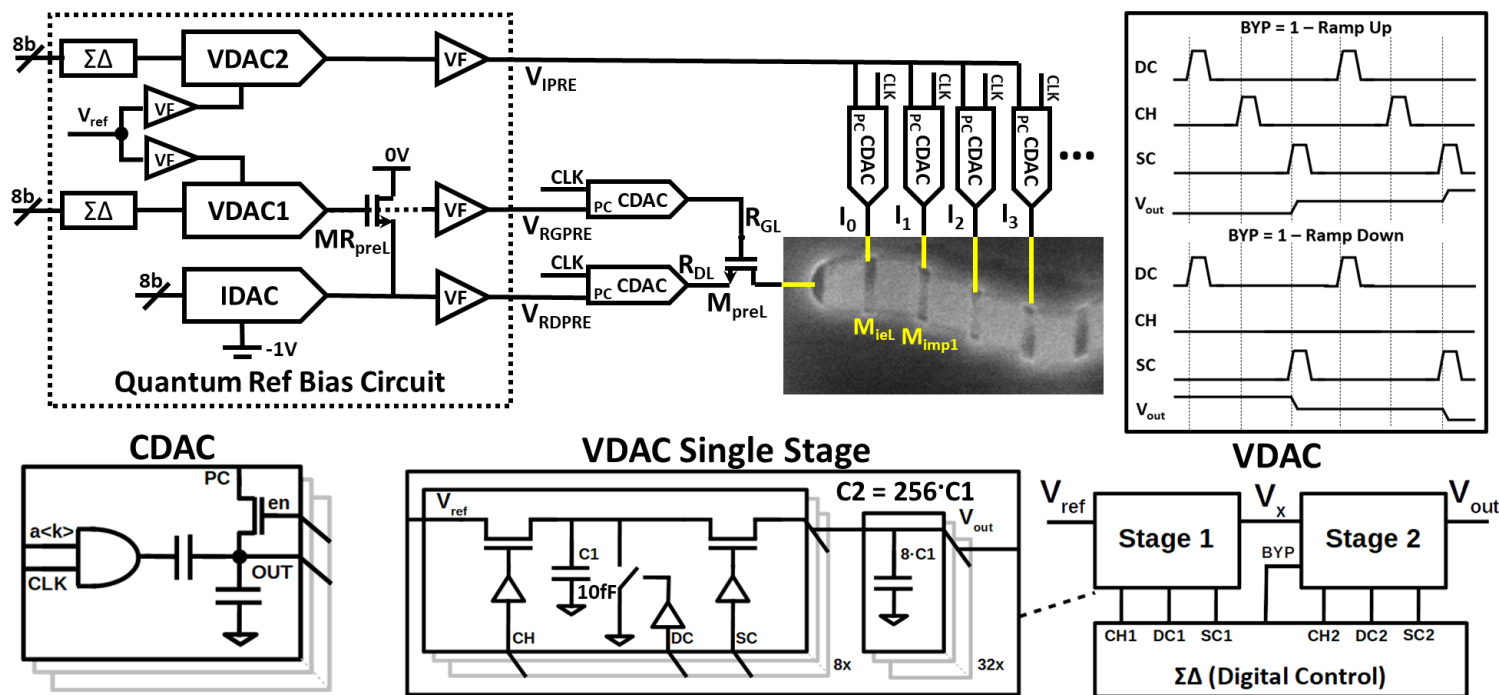 8b
ΣΔ
VDAC2
VF
V_IPRE
V_ref
VF
VF
8b
ΣΔ
VDAC1
0V
MR_preL
VF
V_RGPRE
8b
IDAC
-1V
VF
V_RDPRE
Quantum Ref Bias Circuit
CLK
PC CDAC
R_GL
CLK
PC CDAC
R_DL
M_preL
CLK
CLK
CLK
CLK
PC CDAC
PC CDAC
PC CDAC
PC CDAC
...
I_0
I_1
I_2
I_3
M_ieL
M_imp1
BYP = 1 – Ramp Up
DC
CH
SC
V_out
BYP = 1 – Ramp Down
DC
CH
SC
V_out
CDAC
PC
en
a<k>
CLK
OUT
VDAC Single Stage
C2 = 256·C1
V_ref
C1
10fF
CH
DC
SC
8x
V_out
8·C1
32x
VDAC
V_ref
Stage 1
V_x
BYP
Stage 2
V_out
CH1
DC1
SC1
CH2
DC2
SC2
ΣΔ (Digital Control)